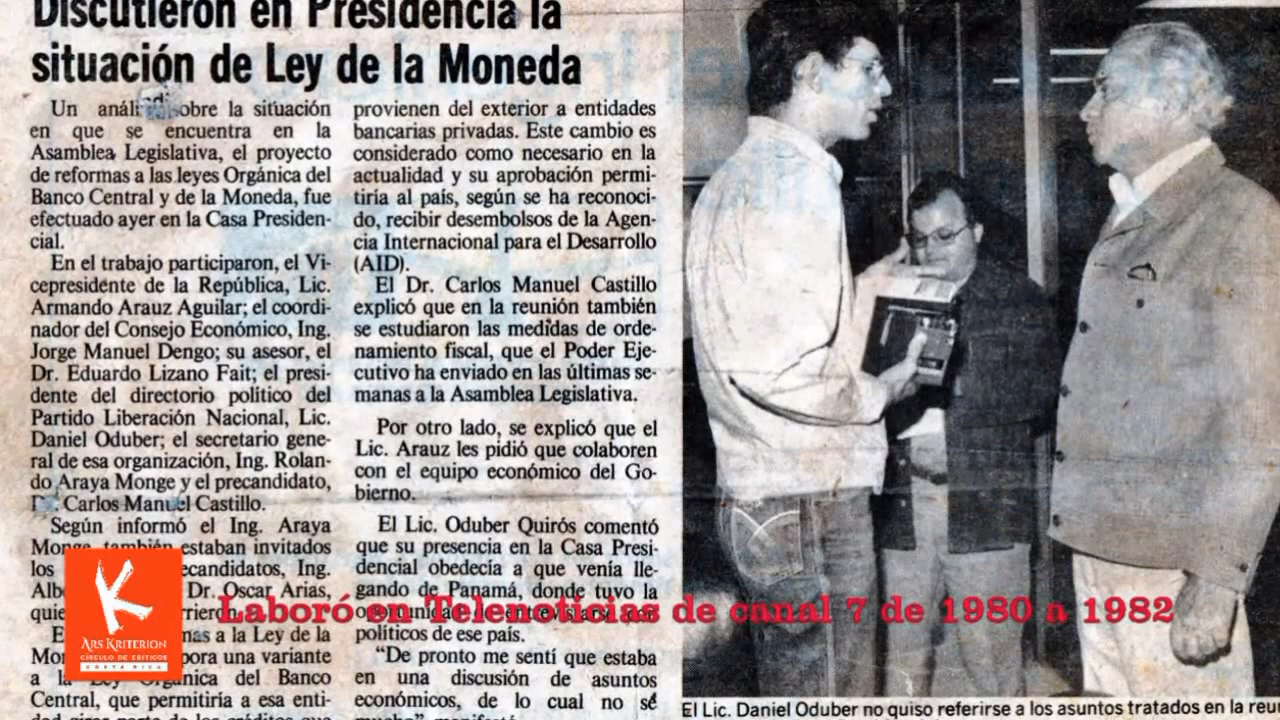 Discutieron en Presidencia la
situación de Ley de la Moneda
Un obre la situación
en que se encuentra en la
Asamblea Legislativa, el proyecto
de reformas a las leyes Orgánica del
Banco Central y de la Moneda, fue
efectuado ayer en la Casa Presiden-
cial.
En el trabajo participaron, el Vi-
cepresidente de la República, Lic.
Armando Arauz Aguilar; el coordi-
nador del Consejo Económico, Ing.
Jorge Manuel Dengo; su asesor, el
Dr. Eduardo Lizano Fait; el presi-
dente del directorio político del
Partido Liberación Nacional, Lic.
Daniel Oduber; el secretario gene-
ral de esa organización, Ing. Rolan-
do Araya Monge y el precandidato,
Carlos Manuel Castillo.
Según informó el Ing. Araya
Monge, también estaban invitados
los ecandidatos, Ing.
Dr. Oscar Arias,
a la Ley de la
pora una variante
a la Ley Orgánica del Banco
Central, que permitiría a esa enti-
provienen del exterior a entidades
bancarias privadas. Este cambio es
considerado como necesario en la
actualidad y su aprobación permi-
tiría al país, según se ha reconoci-
do, recibir desembolsos de la Agen-
cia Internacional para el Desarrollo
(AID).
El Dr. Carlos Manuel Castillo
explicó que en la reunión también
se estudiaron las medidas de orde-
namiento fiscal, que el Poder Eje-
cutivo ha enviado en las últimas se-
manas a la Asamblea Legislativa.
Por otro lado, se explicó que el
Lic. Arauz les pidió que colaboren
con el equipo económico del Go-
bierno.
El Lic. Oduber Quirós comentó
que su presencia en la Casa Presi-
dencial obedecía a que venía lle-
gando de Panamá, donde tuvo la
políticos de ese país.
"De pronto me sentí que estaba
en una discusión de asuntos
económicos, de lo cual no sé
El Lic. Daniel Oduber no quiso referirse a los asuntos tratados en la reu
Laboró en Telenoticias de canal 7 de 1980 a 1982
K
ARS KRITERION
CÍRCULO DE CRÍTICOS
COSTA RICA